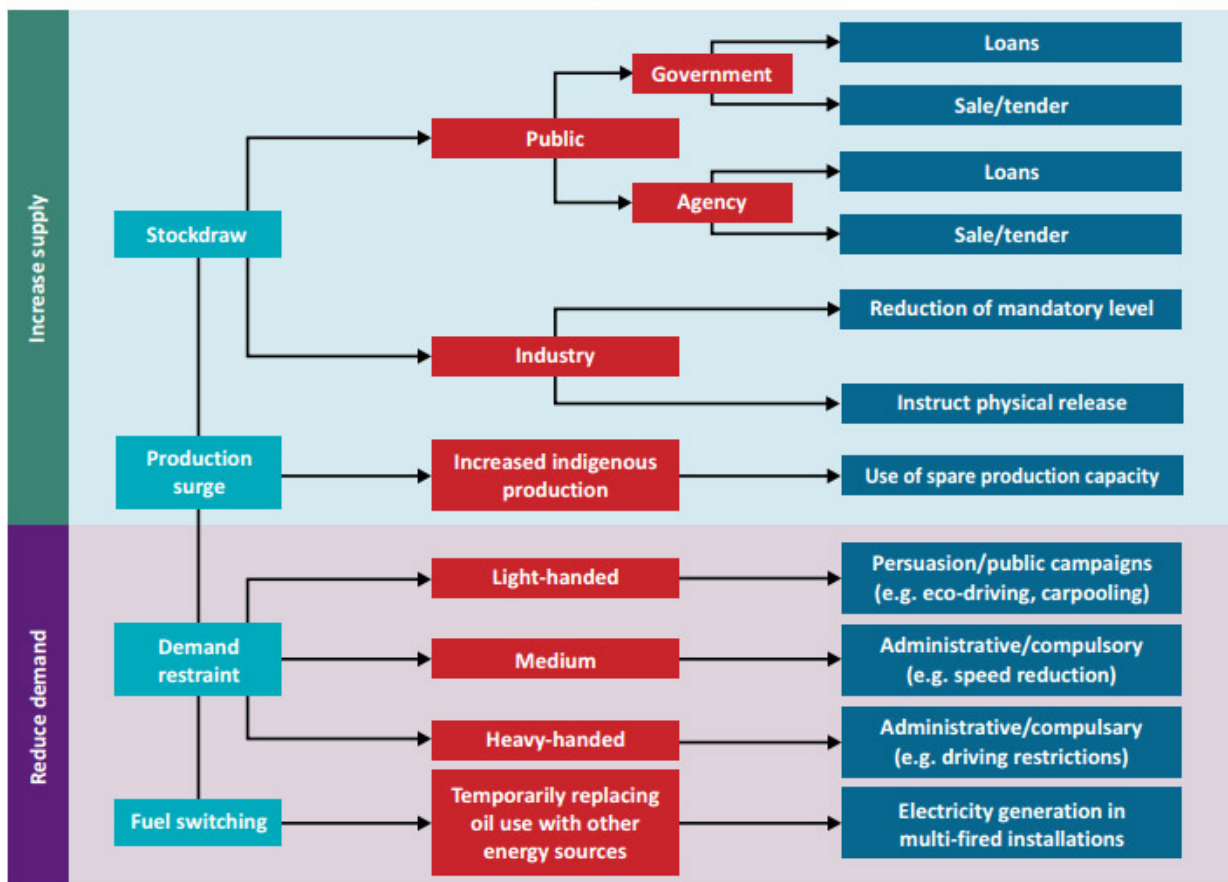 Increase supply
Stockdraw
Public
Government
Loans
Sale/tender
Agency
Loans
Sale/tender
Industry
Reduction of mandatory level
Instruct physical release
Production
surge
Increased indigenous
production
Use of spare production capacity
Reduce demand
Demand
restraint
Light-handed
Persuasion/public campaigns
(e.g. eco-driving, carpooling)
Medium
Administrative/compulsory
(e.g. speed reduction)
Heavy-handed
Administrative/compulsary
(e.g. driving restrictions)
Fuel switching
Temporarily replacing
oil use with other
energy sources
Electricity generation in
multi-fired installations